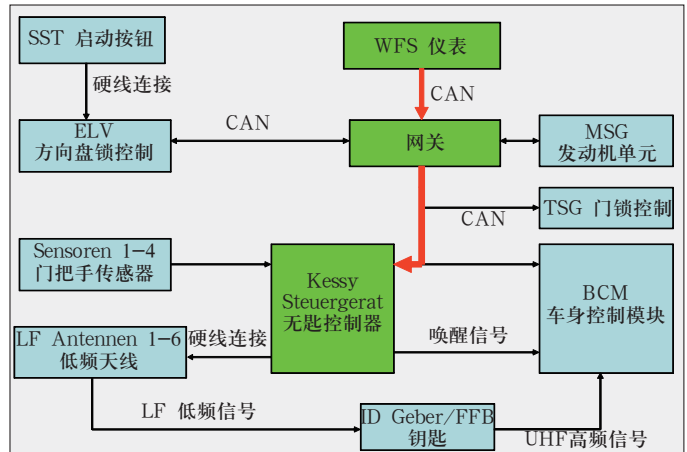 SST 启动按钮
WFS 仪表
硬线连接
CAN
ELV
方向盘锁控制
CAN
网关
MSG
发动机单元
CAN
TSG 门锁控制
Sensoren 1-4
门把手传感器
Kessy
Steuergerat
无匙控制器
BCM
车身控制模块
LF Antennen 1-6
低频天线
硬线连接
唤醒信号
LF 低频信号
ID Geber/FFB
钥匙
UHF高频信号